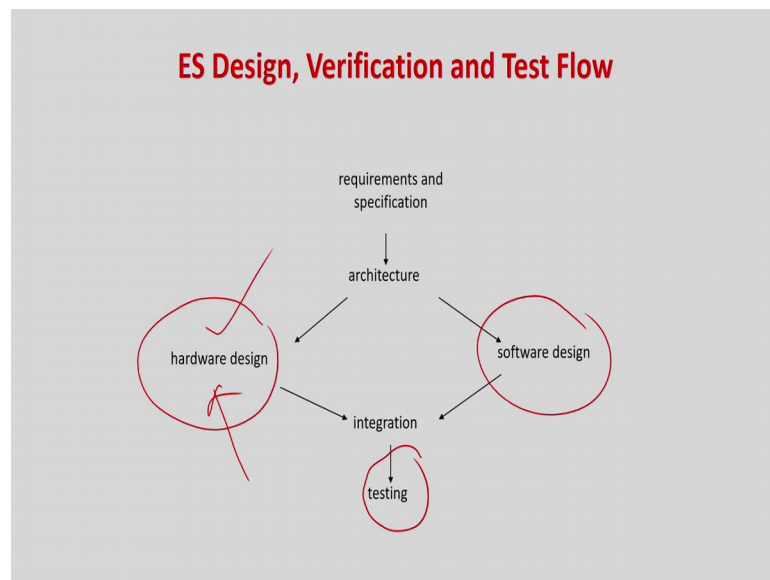 ES Design, Verification and Test Flow
requirements and
specification
architecture
hardware design
software design
integration
testing